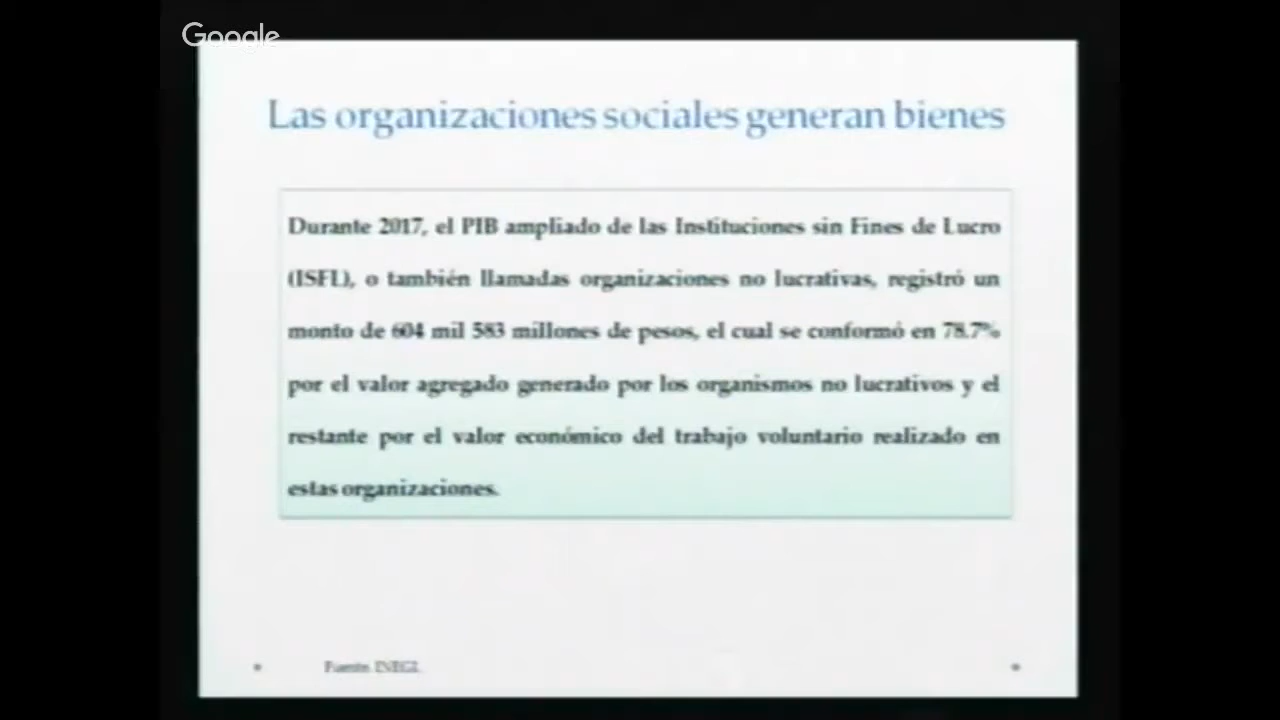 Google
Las organizaciones sociales generan bienes
Durante 2017, el PIB ampliado de las Instituciones sin Fines de Lucro
(ISFL), o también llamadas organizaciones no lucrativas, registró un
monto de 604 mil 583 millones de pesos, el cual se conformó en 78.7%
por el valor agregado generado por los organismos no lucrativos y el
restante por el valor económico del trabajo voluntario realizado en
estas organizaciones.
Fuente. INEGI.